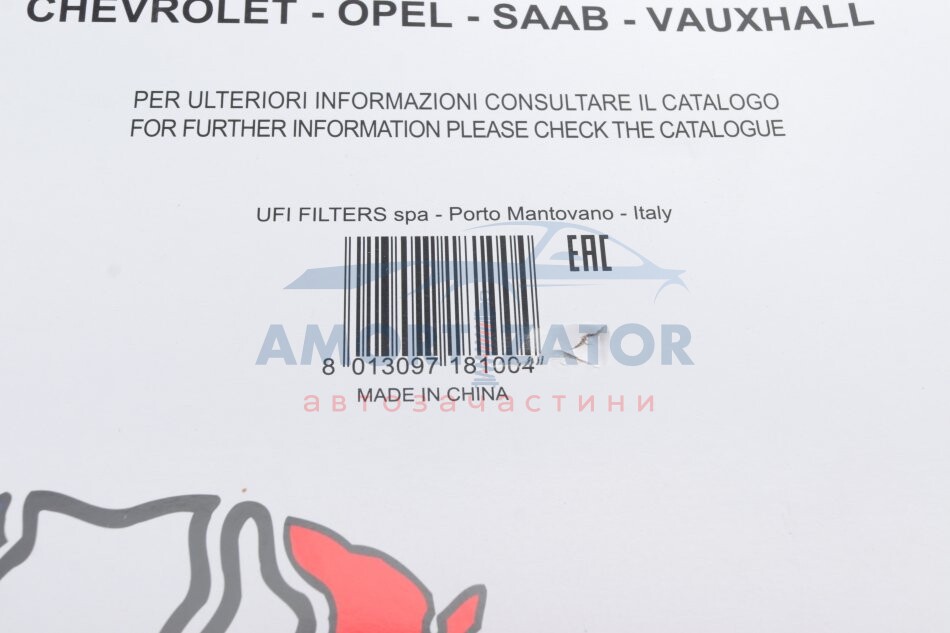 CHEVROLET - OPEL - SAAB - VAUXHALL
PER ULTERIORI INFORMAZIONI CONSULTARE IL CATALOGO
FOR FURTHER INFORMATION PLEASE CHECK THE CATALOGUE
UFI FILTERS spa - Porto Mantovano - Italy
EAC
AMORTIZATOR
8 013097 181004
MADE IN CHINA
автозачастини